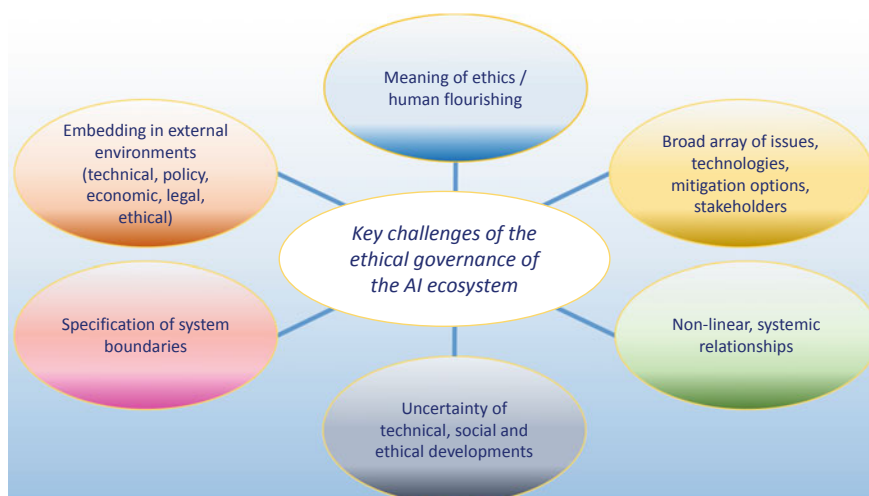 Meaning of ethics /
human flourishing
Embedding in external
environments
(technical, policy,
economic, legal,
ethical)
Broad array of issues,
technologies,
mitigation options,
stakeholders
Key challenges of the
ethical governance of
the AI ecosystem
Specification of system
boundaries
Non-linear, systemic
relationships
Uncertainty of
technical, social and
ethical developments